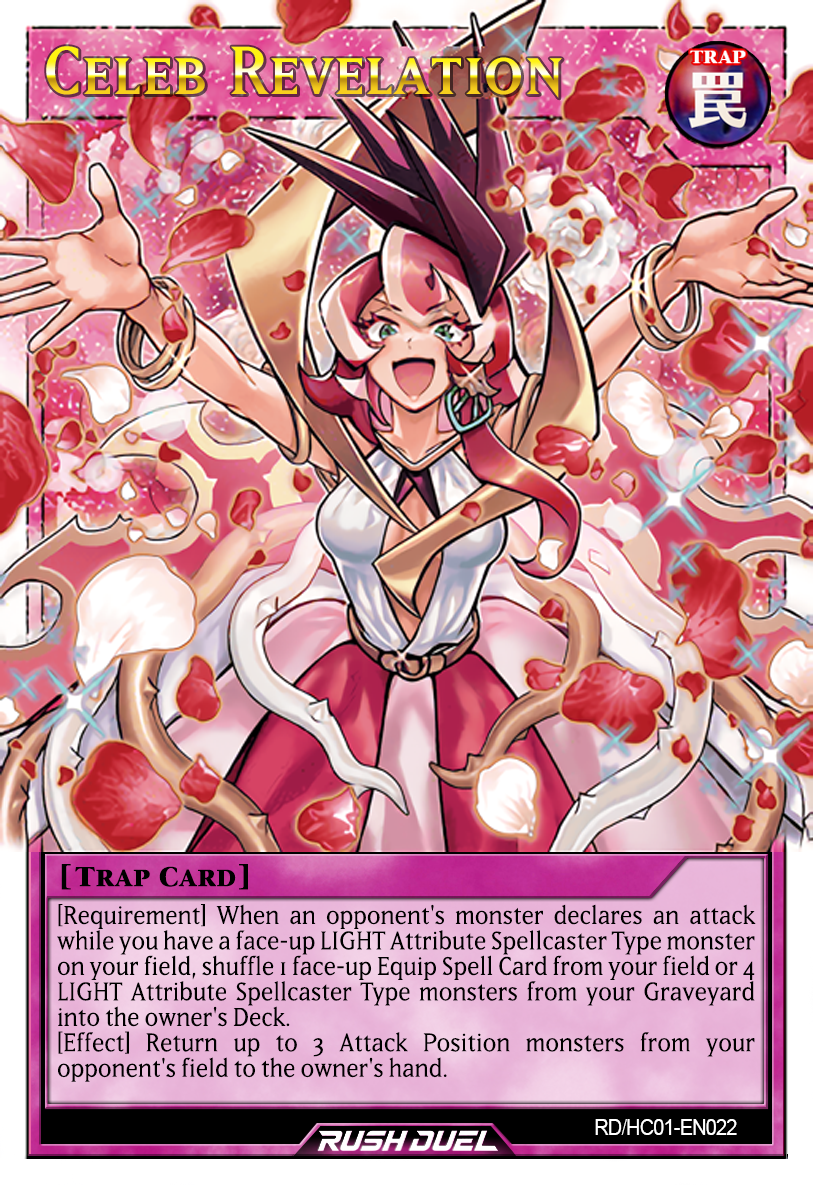 Celeb Revelation
TRAP
罠
[Trap Card]
[Requirement] When an opponent's monster declares an attack
while you have a face-up LIGHT Attribute Spellcaster Type monster
on your field, shuffle 1 face-up Equip Spell Card from your field or 4
LIGHT Attribute Spellcaster Type monsters from your Graveyard
into the owner's Deck.
[Effect] Return up to 3 Attack Position monsters from your
opponent's field to the owner's hand.
RD/HC01-EN022
RUSH DUEL